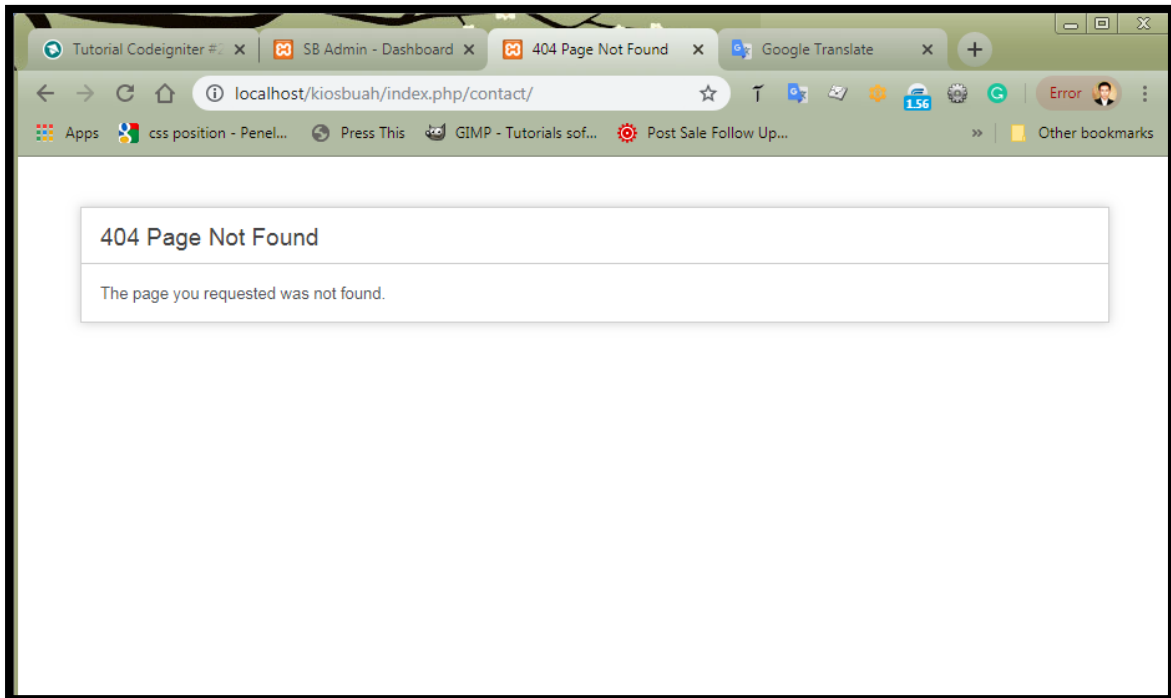 Tutorial Codeigniter #2
SB Admin - Dashboard
404 Page Not Found
Google Translate
localhost/kiosbuah/index.php/contact/
1.56
Error
Apps
css position - Penel...
Press This
GIMP - Tutorials sof...
Post Sale Follow Up...
»
Other bookmarks
404 Page Not Found
The page you requested was not found.